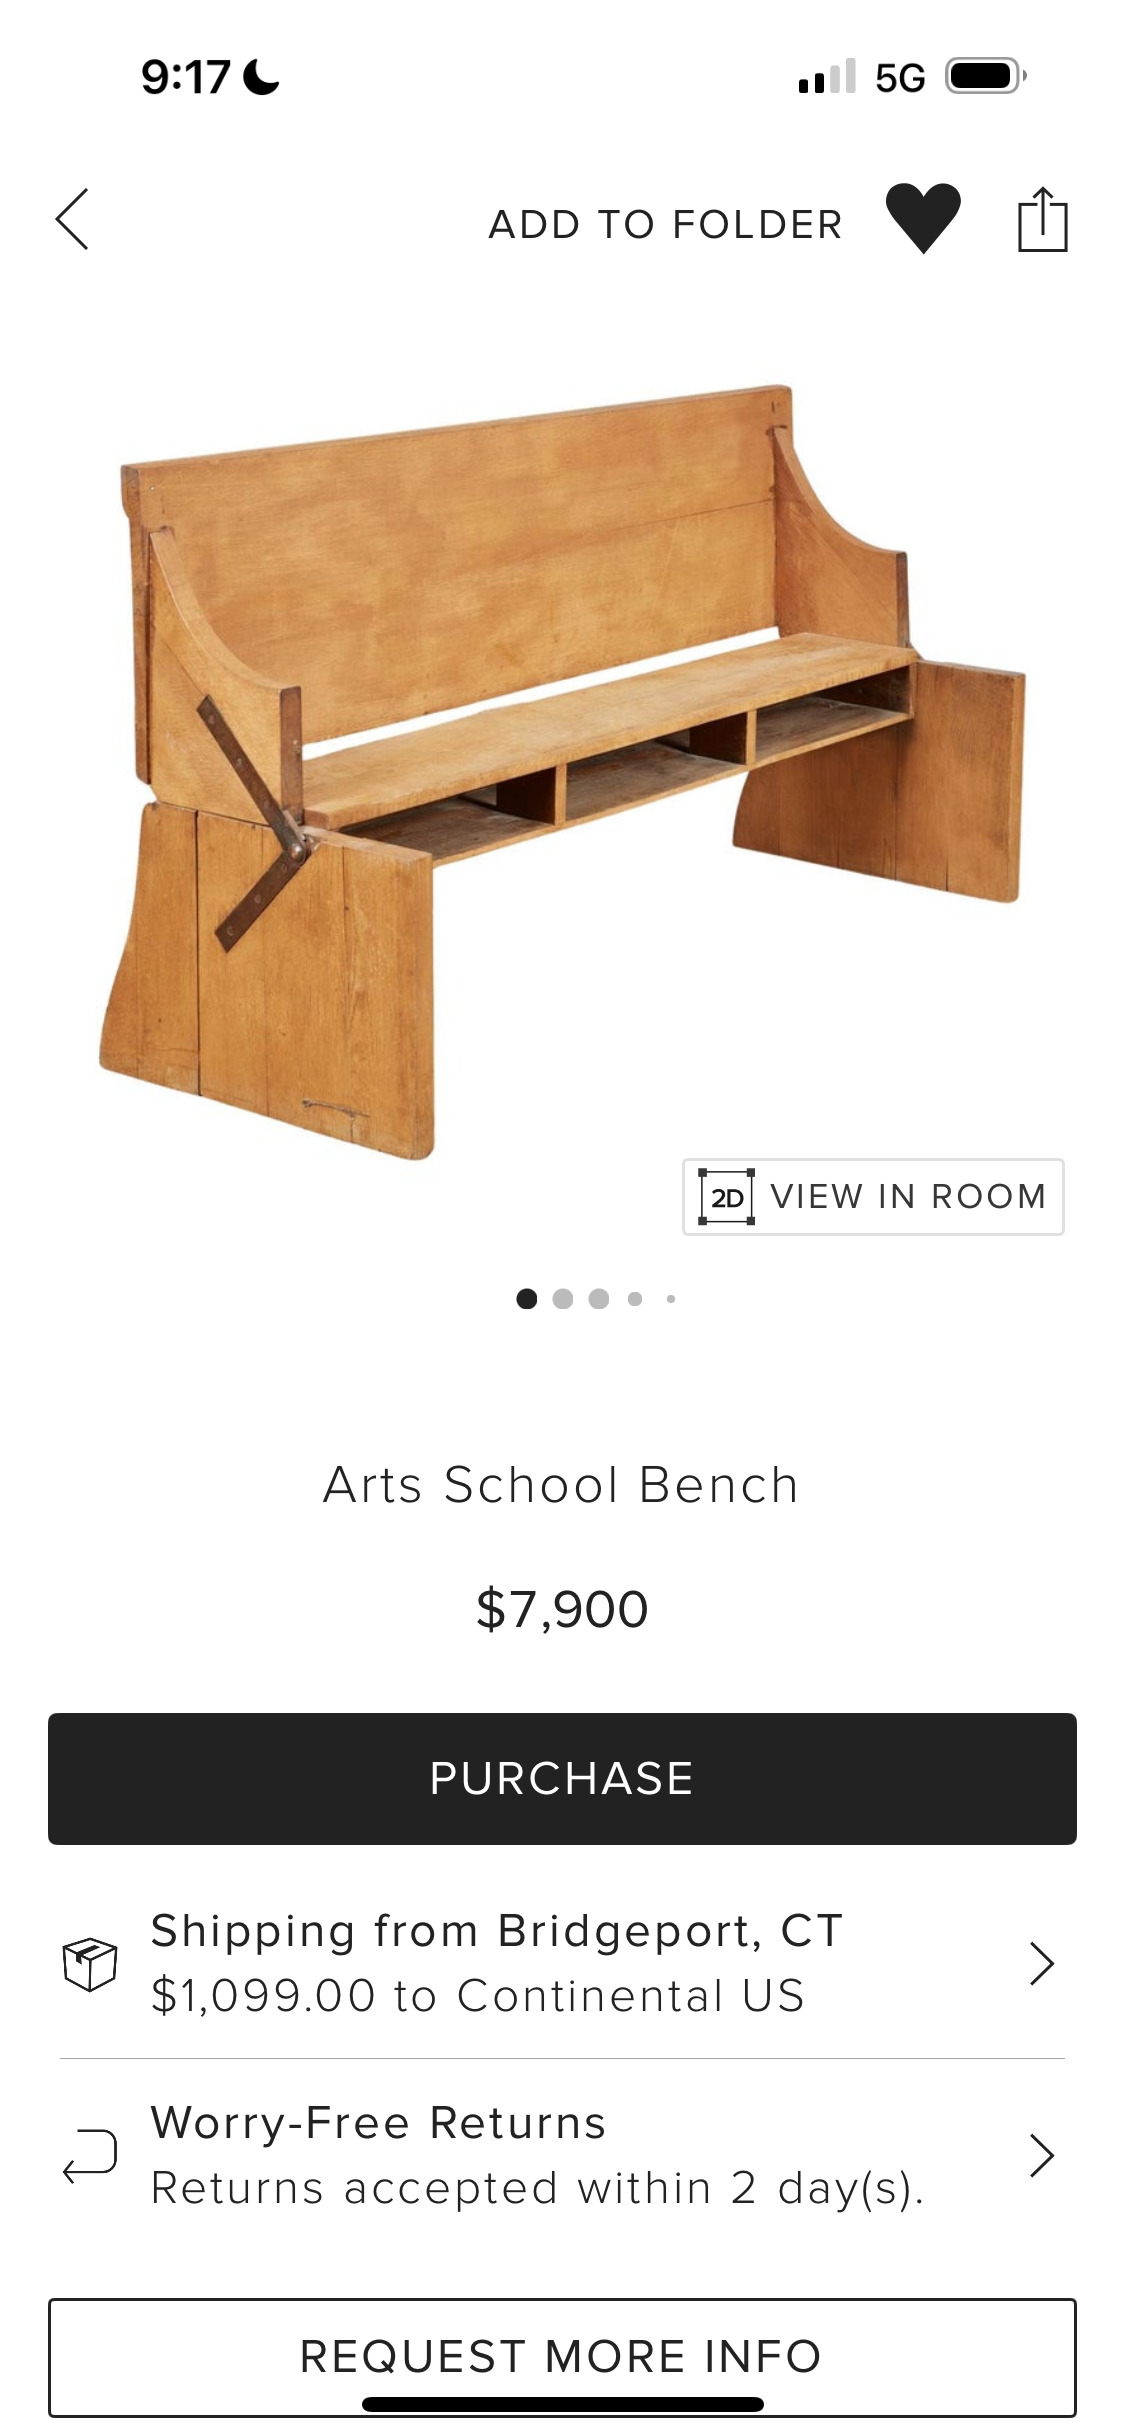 9:17 5G
ADD TO FOLDER
2D VIEW IN ROOM
Arts School Bench
$7,900
PURCHASE
Shipping from Bridgeport, CT
$1,099.00 to Continental US
Worry-Free Returns
Returns accepted within 2 day(s).
REQUEST MORE INFO